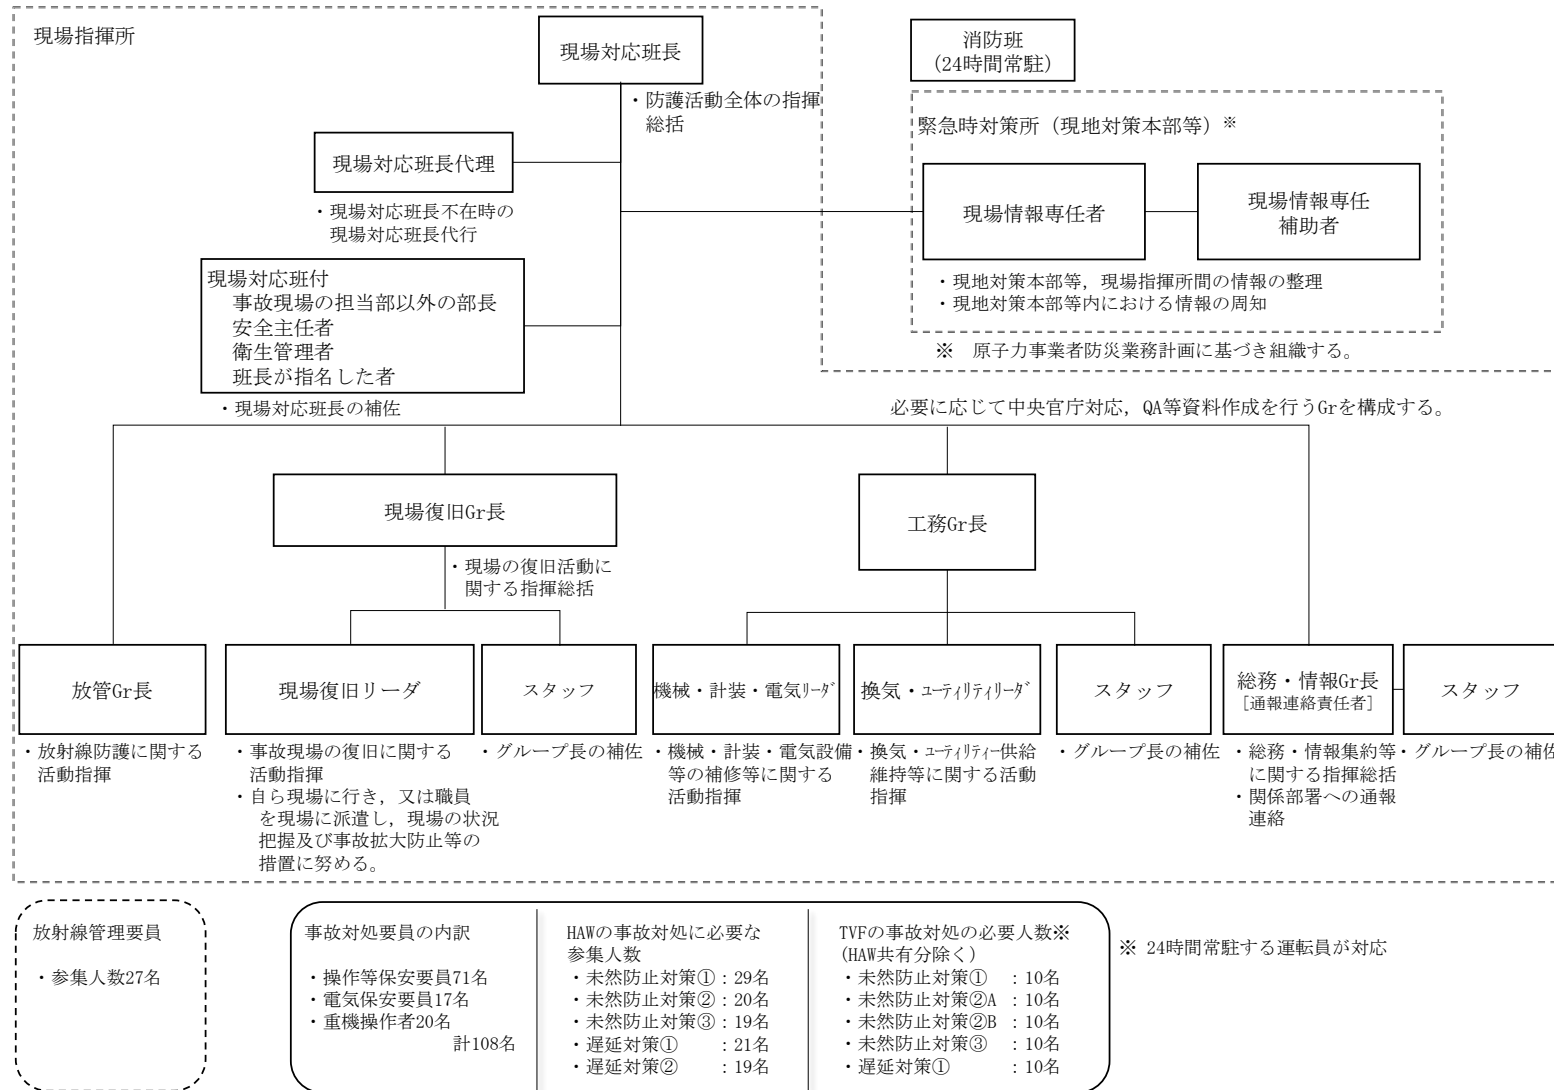 現場指揮所
現場対応班長
・防護活動全体の指揮
総括
消防班
(24時間常駐)
現場対応班長代理
・現場対応班長不在時の
現場対応班長代行
緊急時対策所（現地対策本部等）※
現場情報専任者
現場情報専任
補助者
・現地対策本部等，現場指揮所間の情報の整理
・現地対策本部等内における情報の周知
※　原子力事業者防災業務計画に基づき組織する。
現場対応班付
事故現場の担当部以外の部長
安全主任者
衛生管理者
班長が指名した者
・現場対応班長の補佐
必要に応じて中央官庁対応，QA等資料作成を行うGrを構成する。
現場復旧Gr長
・現場の復旧活動に
関する指揮総括
工務Gr長
放管Gr長
・放射線防護に関する
活動指揮
現場復旧リーダ
・事故現場の復旧に関する
活動指揮
・自ら現場に行き，又は職員
を現場に派遣し，現場の状況
把握及び事故拡大防止等の
措置に努める。
スタッフ
・グループ長の補佐
機械・計装・電気ﾘｰﾀﾞ
・機械・計装・電気設備
等の補修等に関する
活動指揮
換気・ﾕｰﾃｨﾘﾃｨﾘｰﾀﾞ
・換気・ﾕｰﾃｨﾘﾃｨｰ供給
維持等に関する活動
指揮
スタッフ
・グループ長の補佐
総務・情報Gr長
[通報連絡責任者]
・総務・情報集約等
に関する指揮総括
・関係部署への通報
連絡
スタッフ
・グループ長の補佐
放射線管理要員
・参集人数27名
事故対処要員の内訳
・操作等保安要員71名
・電気保安要員17名
・重機操作者20名
計108名
HAWの事故対処に必要な
参集人数
・未然防止対策①：29名
・未然防止対策②：20名
・未然防止対策③：19名
・遅延対策①　　：21名
・遅延対策②　　：19名
TVFの事故対処の必要人数※
(HAW共有分除く)
・未然防止対策①　：10名
・未然防止対策②A ：10名
・未然防止対策②B ：10名
・未然防止対策③　：10名
・遅延対策①　　　：10名
※ 24時間常駐する運転員が対応